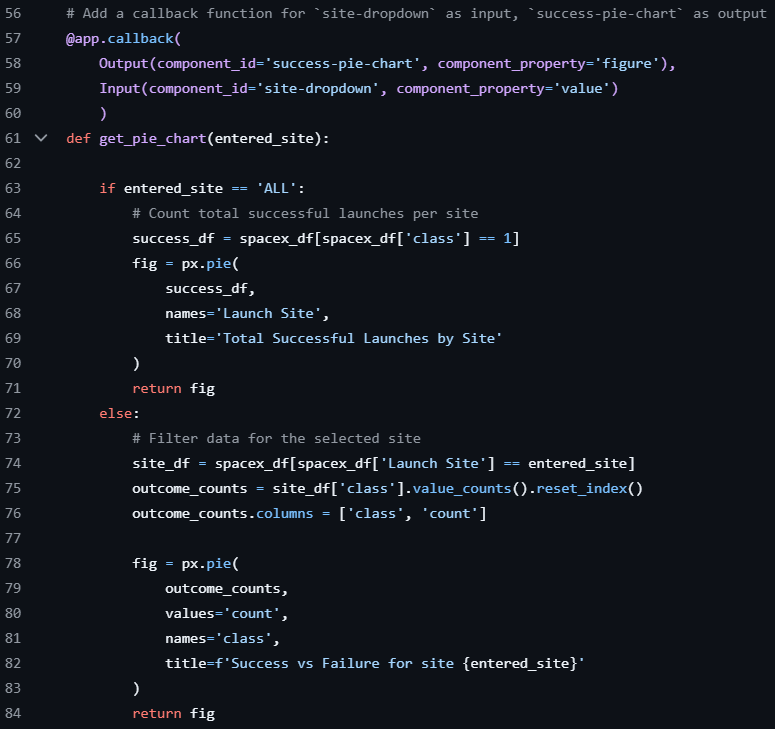 56 # Add a callback function for `site-dropdown` as input, `success-pie-chart` as output
57 @app.callback(
58     Output(component_id='success-pie-chart', component_property='figure'),
59     Input(component_id='site-dropdown', component_property='value')
60     )
61 def get_pie_chart(entered_site):
62
63     if entered_site == 'ALL':
64         # Count total successful launches per site
65         success_df = spacex_df[spacex_df['class'] == 1]
66         fig = px.pie(
67             success_df,
68             names='Launch Site',
69             title='Total Successful Launches by Site'
70         )
71         return fig
72     else:
73         # Filter data for the selected site
74         site_df = spacex_df[spacex_df['Launch Site'] == entered_site]
75         outcome_counts = site_df['class'].value_counts().reset_index()
76         outcome_counts.columns = ['class', 'count']
77
78         fig = px.pie(
79             outcome_counts,
80             values='count',
81             names='class',
82             title=f'Success vs Failure for site {entered_site}'
83         )
84         return fig